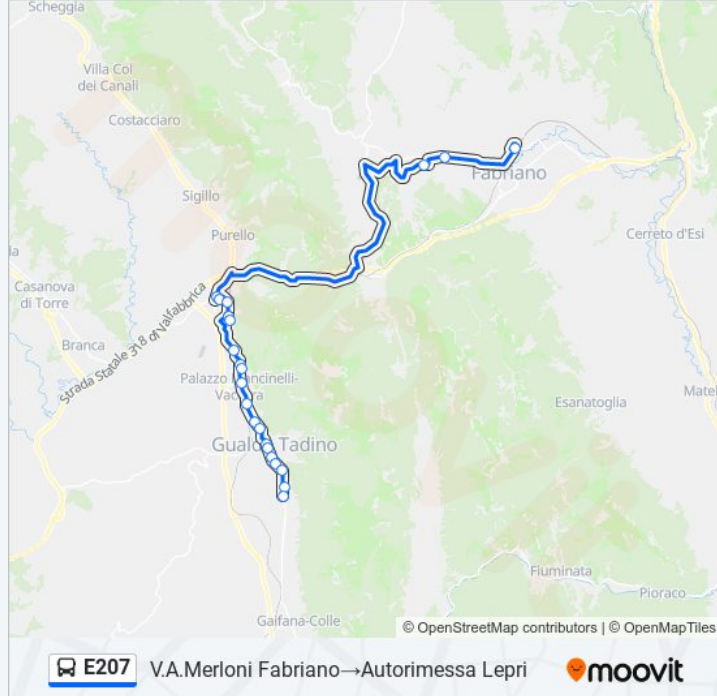 Scheggia
Villa Col
dei Canali
Costacciaro
Fabriano
Sigillo
Purello
Cerreto d'Esi
Casanova
di Torre
Strada Statale 318 di Valfabbrica
Branca
Palazzo Mancinelli-
Vaccara
Esanatoglia
Matel
Gualdo Tadino
Fiuminata
Pioraco
Gaifana-Colle
© OpenStreetMap contributors | © OpenMapTiles
E207 V.A.Merloni Fabriano→Autorimessa Lepri moovit